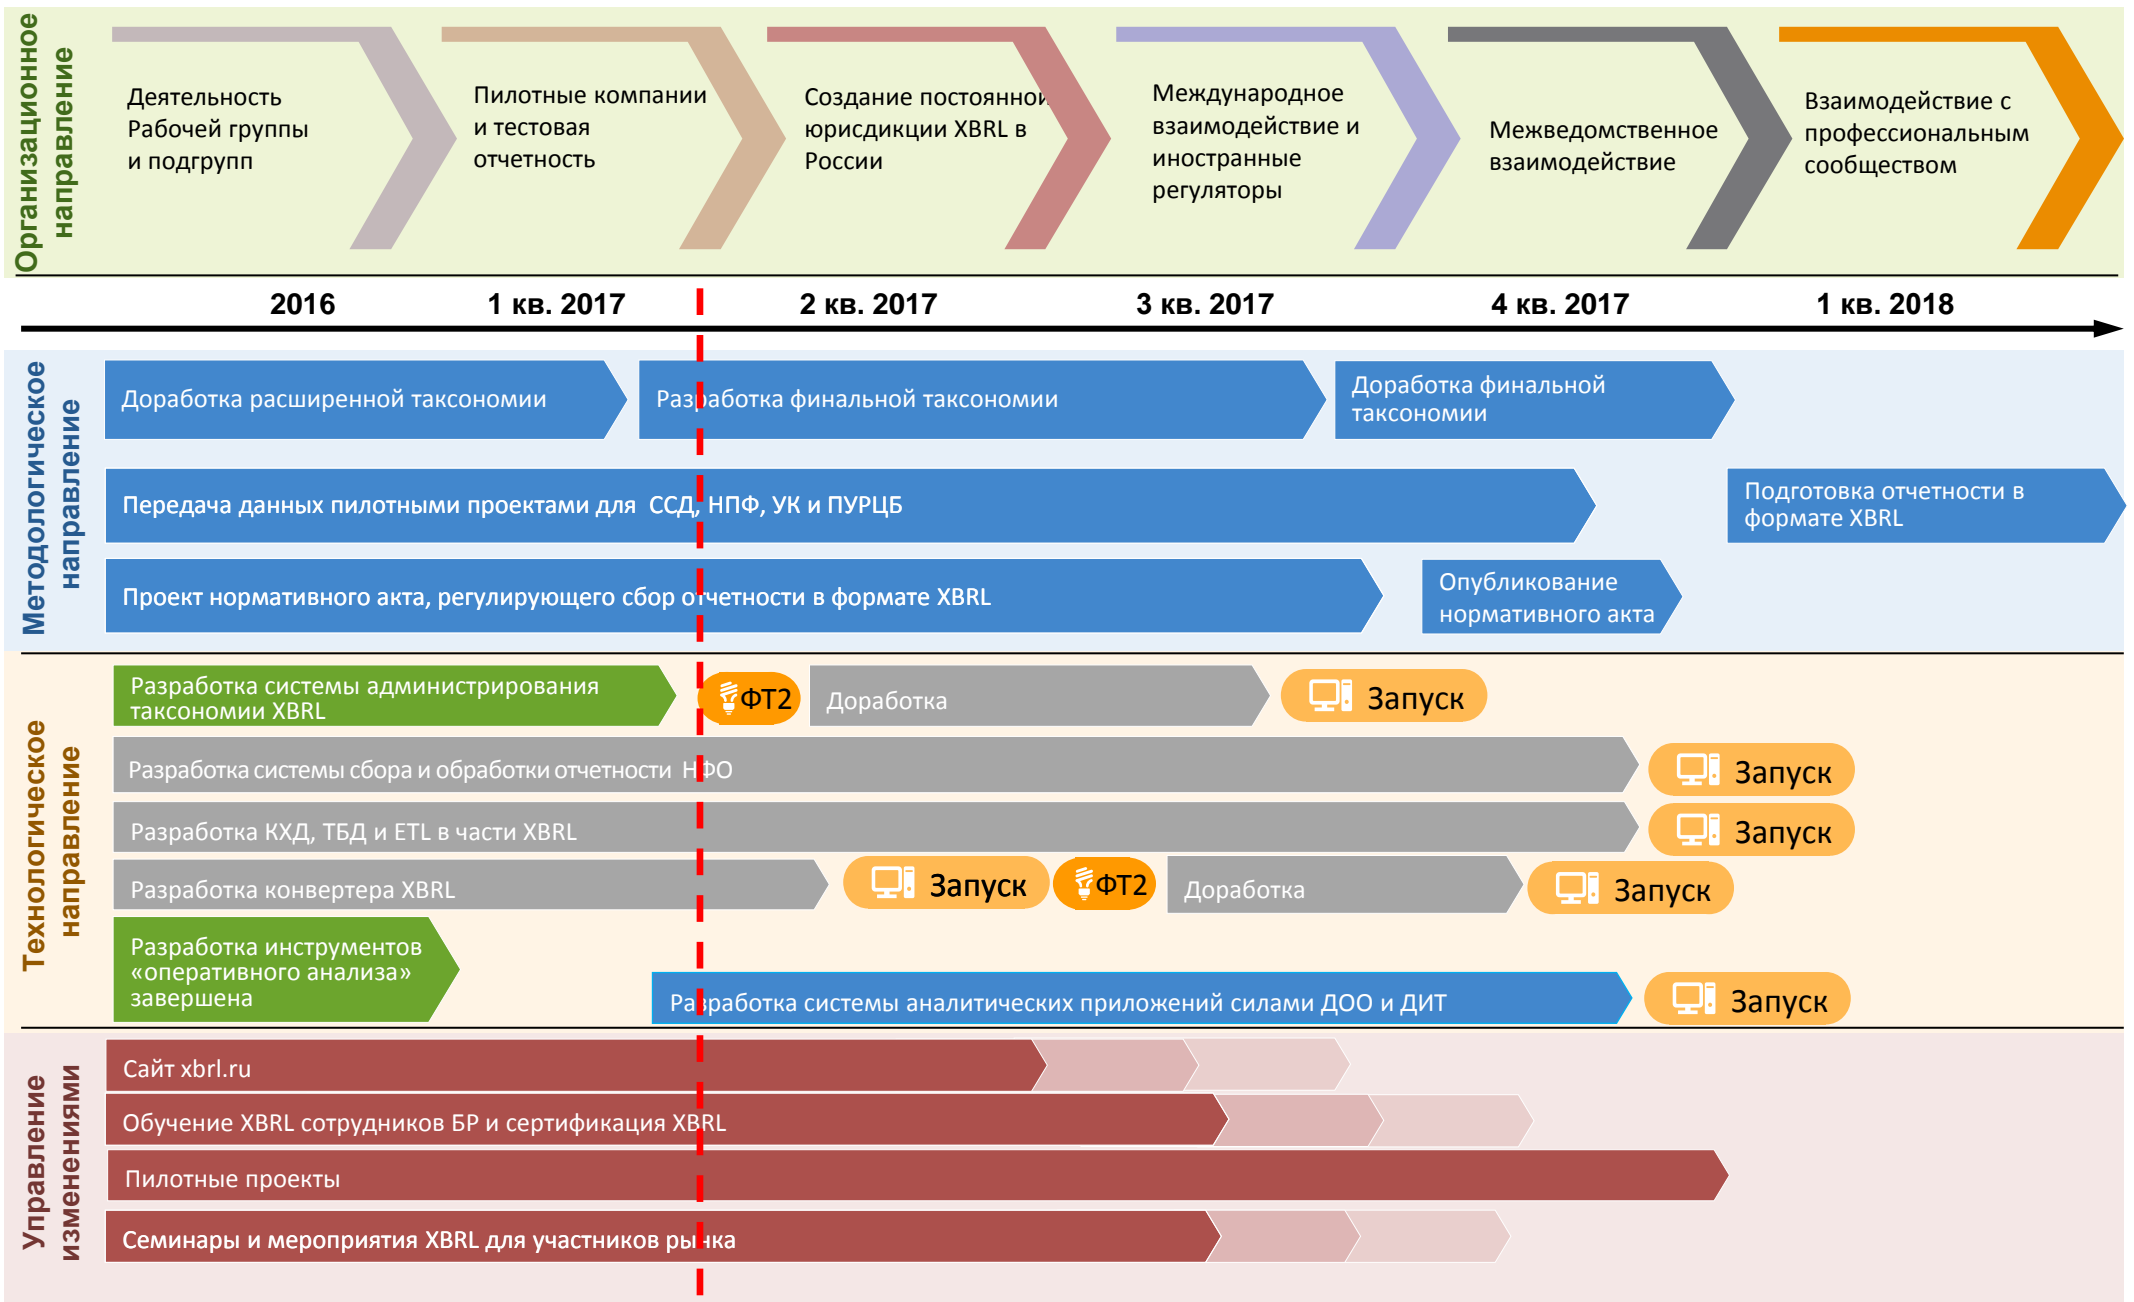 Организационное
направление
Деятельность
Рабочей группы
и подгрупп
Пилотные компании
и тестовая
отчетность
Создание постоянной
юрисдикции XBRL в
России
Международное
взаимодействие и
иностранные
регуляторы
Межведомственное
взаимодействие
Взаимодействие с
профессиональным
сообществом
2016
1 кв. 2017
2 кв. 2017
3 кв. 2017
4 кв. 2017
1 кв. 2018
Методологическое
направление
Доработка расширенной таксономии
Разработка финальной таксономии
Доработка финальной
таксономии
Передача данных пилотными проектами для ССД, НПФ, УК и ПУРЦБ
Подготовка отчетности в
формате XBRL
Проект нормативного акта, регулирующего сбор отчетности в формате XBRL
Опубликование
нормативного акта
Технологическое
направление
Разработка системы администрирования
таксономии XBRL
ФТ2
Доработка
Запуск
Разработка системы сбора и обработки отчетности НФО
Запуск
Разработка КХД, ТБД и ETL в части XBRL
Запуск
Разработка конвертера XBRL
Запуск
ФТ2
Доработка
Запуск
Разработка инструментов
«оперативного анализа»
завершена
Разработка системы аналитических приложений силами ДОО и ДИТ
Запуск
Управление
изменениями
Сайт xbrl.ru
Обучение XBRL сотрудников БР и сертификация XBRL
Пилотные проекты
Семинары и мероприятия XBRL для участников рынка